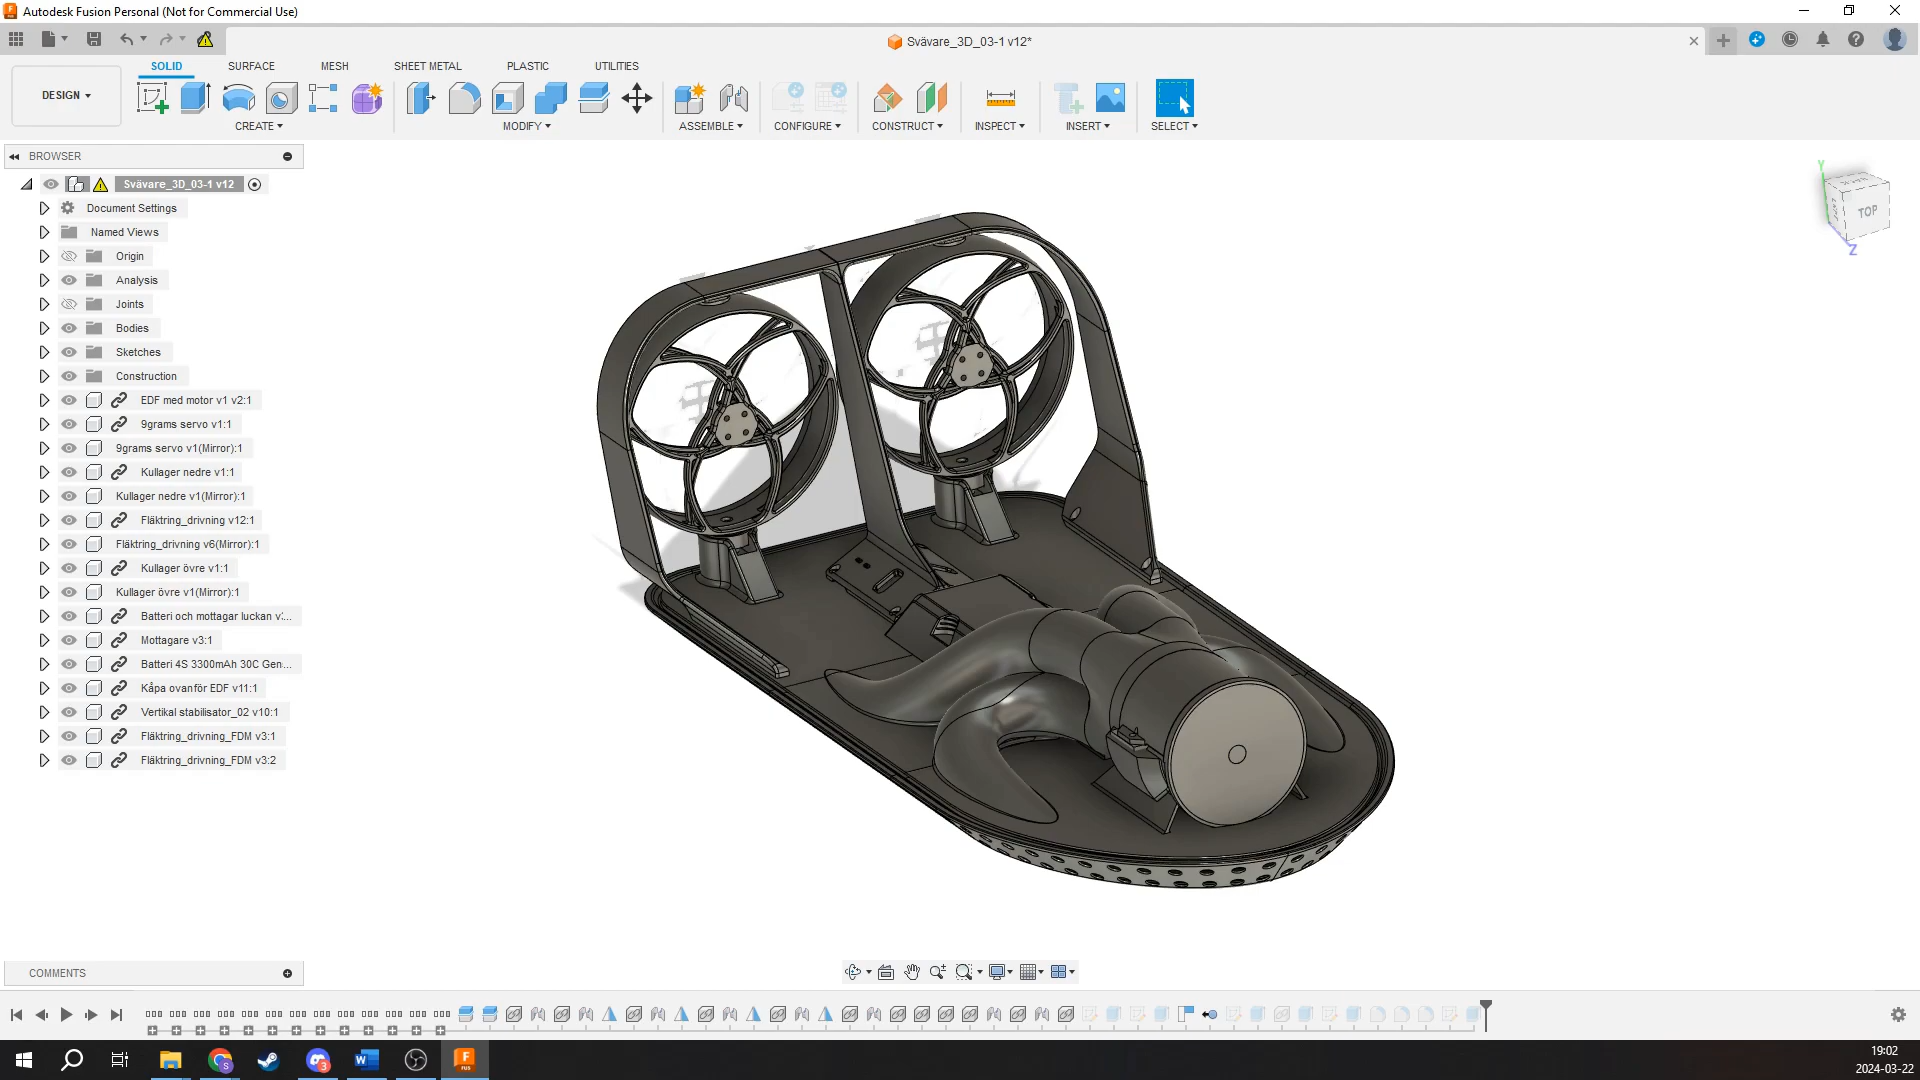 Autodesk Fusion Personal (Not for Commercial Use)
Svävare_3D_03-1 v12*
DESIGN
SOLID
SURFACE
MESH
SHEET METAL
PLASTIC
UTILITIES
CREATE
MODIFY
ASSEMBLE
CONFIGURE
CONSTRUCT
INSPECT
INSERT
SELECT
BROWSER
Svävare_3D_03-1 v12
Document Settings
Named Views
Origin
Analysis
Joints
Bodies
Sketches
Construction
EDF med motor v1 v2:1
9grams servo v1:1
9grams servo v1(Mirror):1
Kullager nedre v1:1
Kullager nedre v1(Mirror):1
Fläktring_drivning v12:1
Fläktring_drivning v6(Mirror):1
Kullager övre v1:1
Kullager övre v1(Mirror):1
Batteri och mottagar luckan v:...
Mottagare v3:1
Batteri 4S 3300mAh 30C Gen...
Kåpa ovanför EDF v11:1
Vertikal stabilisator_02 v10:1
Fläktring_drivning_FDM v3:1
Fläktring_drivning_FDM v3:2
Y
TOP
Z
COMMENTS
19:02
2024-03-22